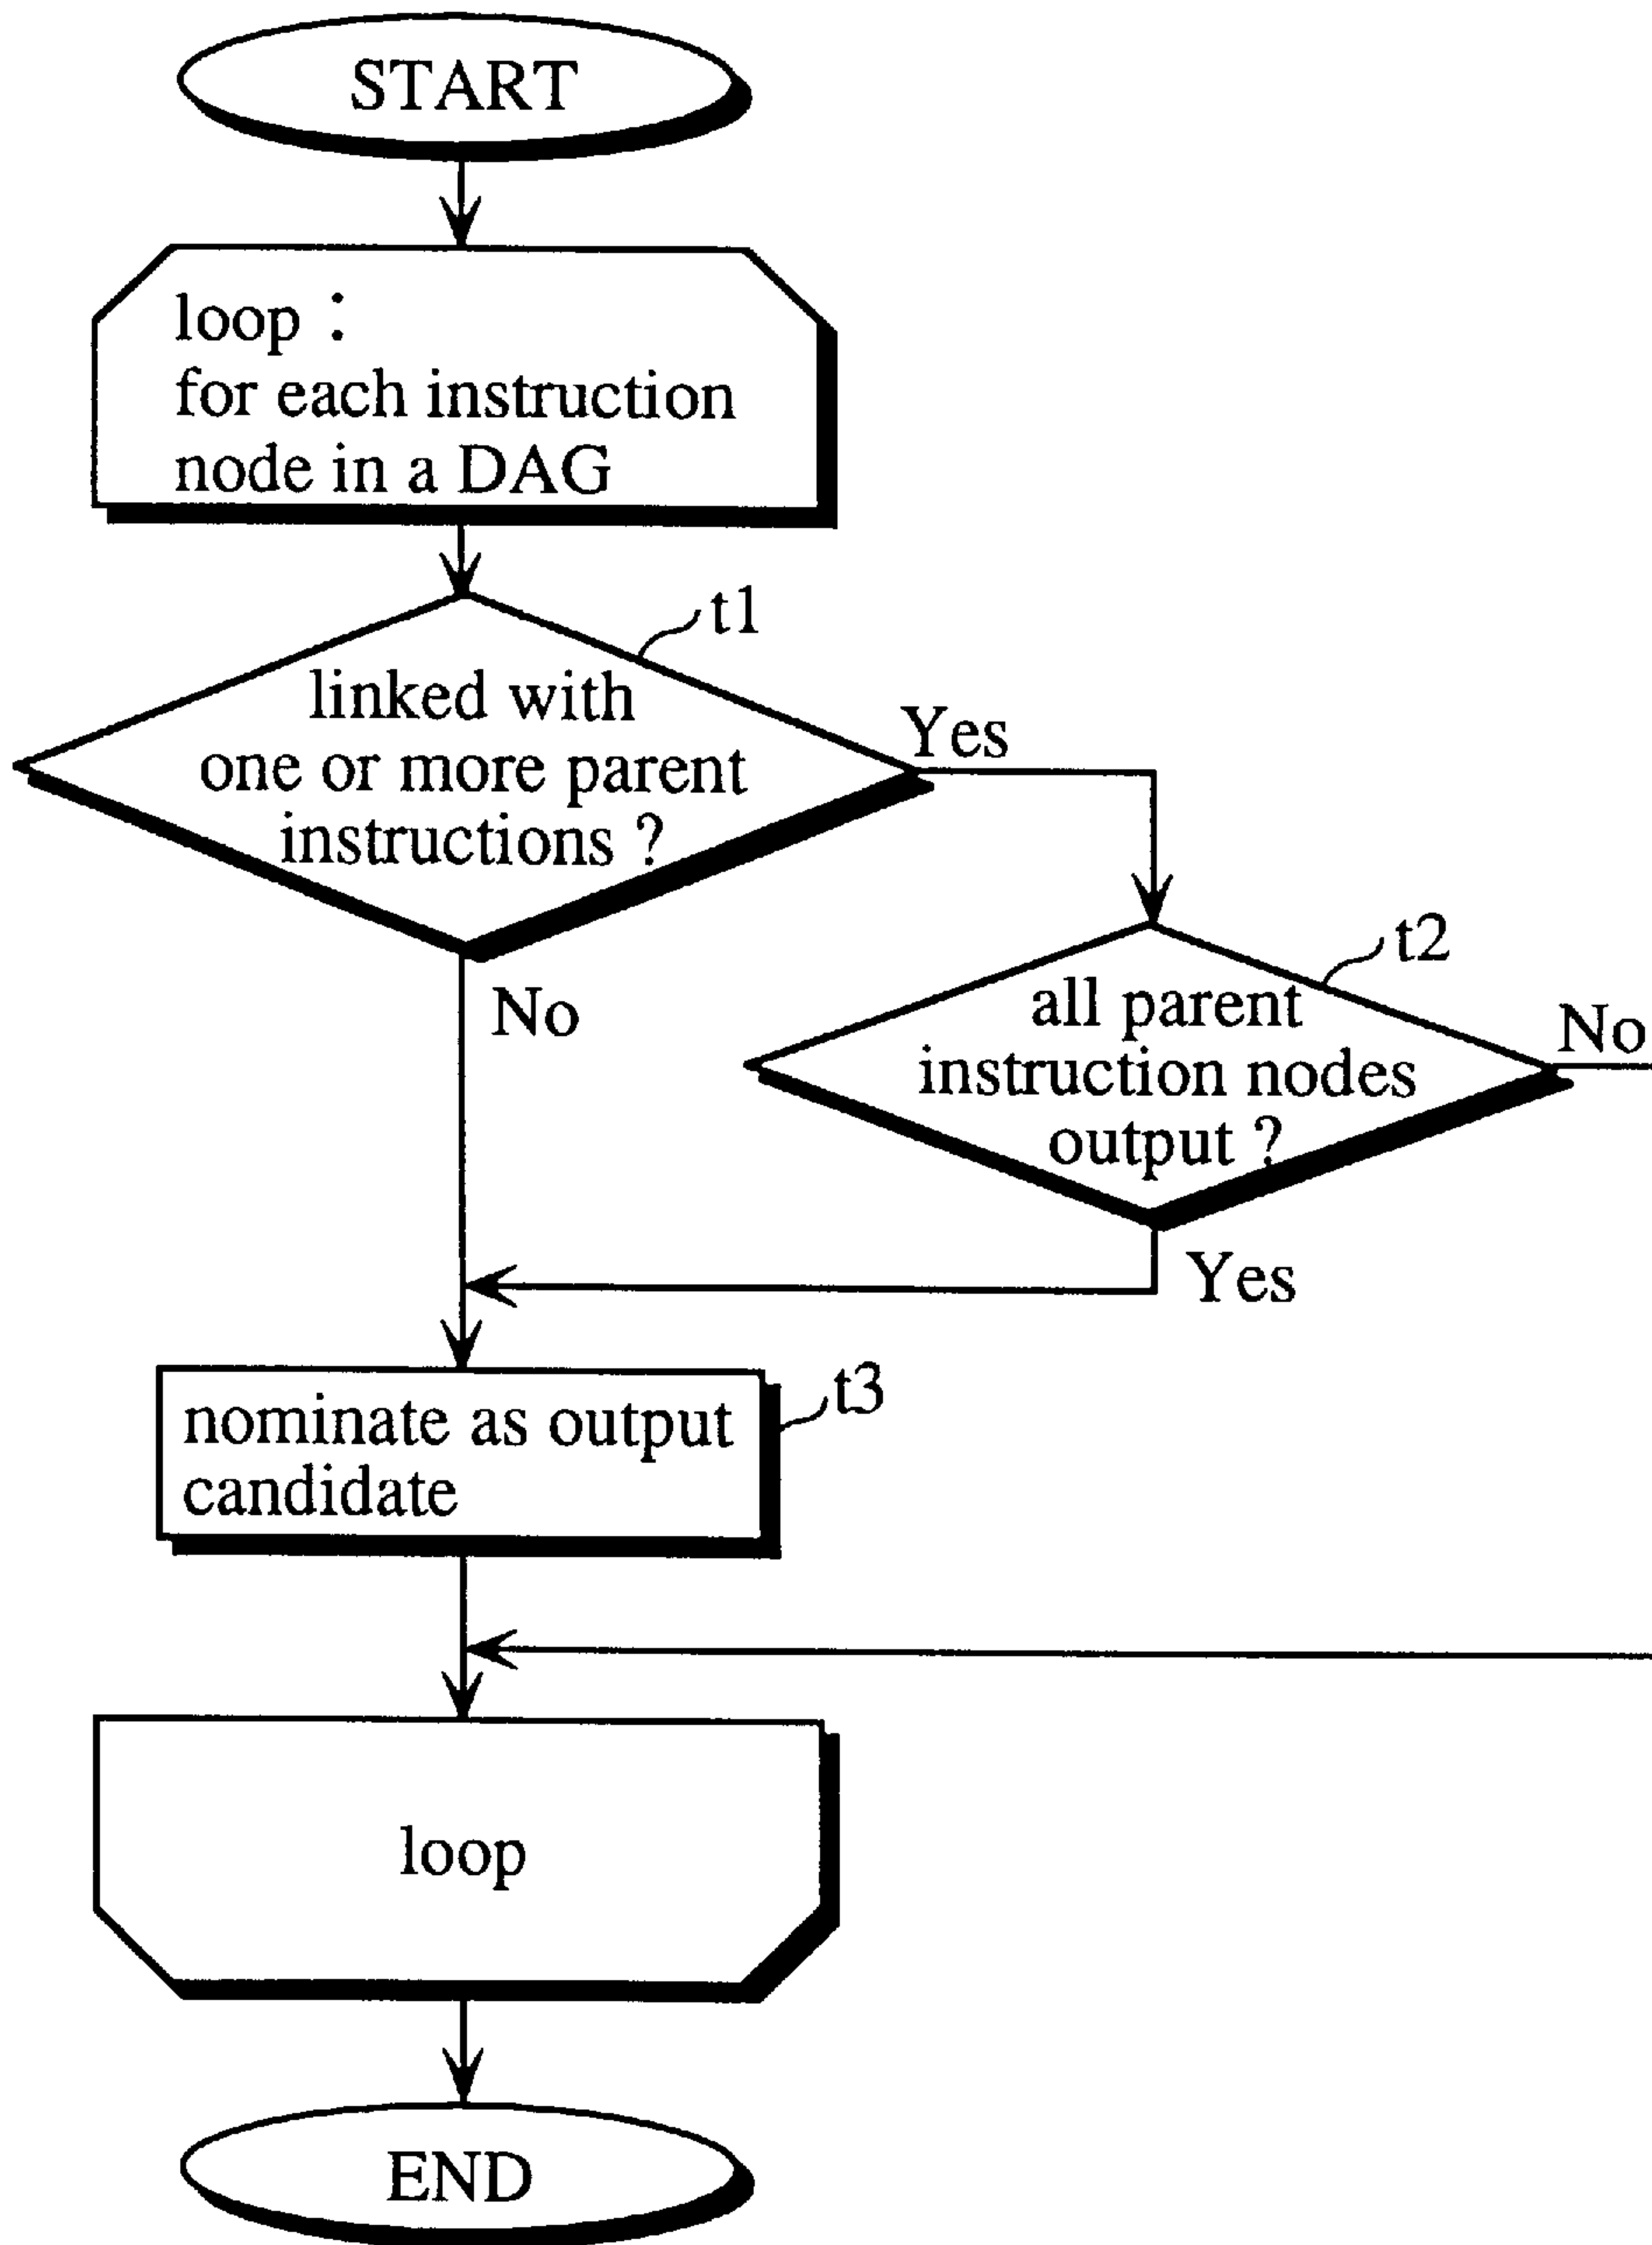 START
loop :
for each instruction
node in a DAG
t1
linked with
one or more parent
instructions ?
Yes
No
t2
all parent
instruction nodes
output ?
No
Yes
t3
nominate as output
candidate
loop
END